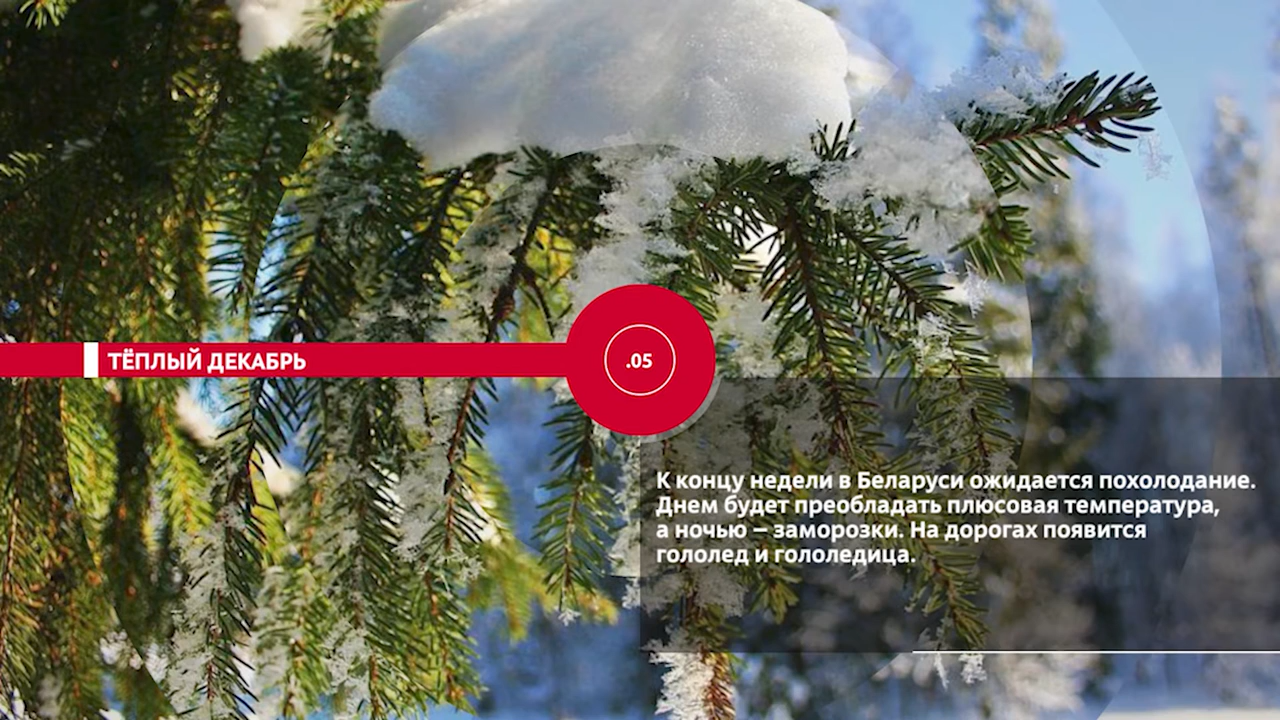 ТЁПЛЫЙ ДЕКАБРЬ
.05
К концу недели в Беларуси ожидается похолодание.
Днем будет преобладать плюсовая температура,
а ночью – заморозки. На дорогах появится
гололед и гололедица.